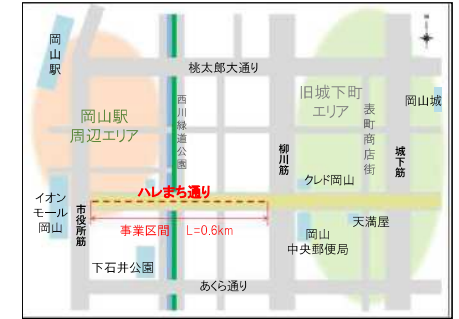 岡山駅
桃太郎大通り
旧城下町
エリア
岡山城
岡山駅
周辺エリア
西川緑道公園
表町商店街
柳川筋
城下筋
クレド岡山
ハレまち通り
イオン
モール
岡山
市役所筋
事業区間 L=0.6km
天満屋
岡山
中央郵便局
下石井公園
あくら通り